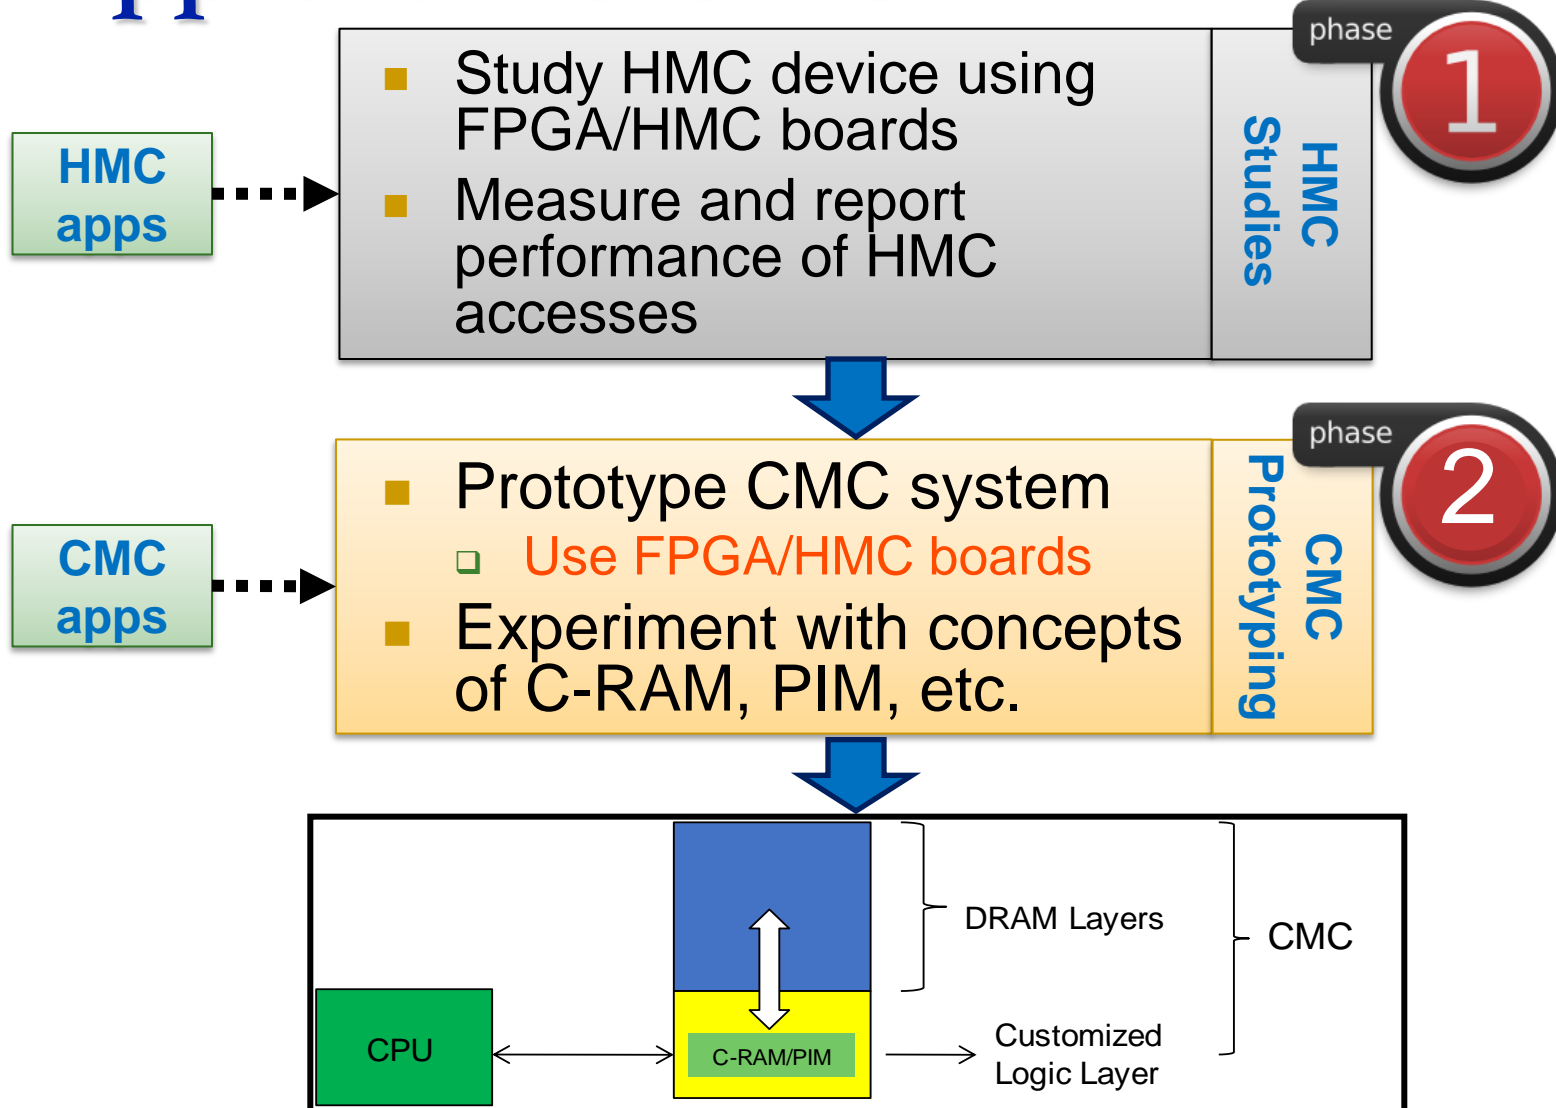 phase
1
Study HMC device using
FPGA/HMC boards
Measure and report
performance of HMC
accesses
HMC
Studies
HMC
apps
phase
2
Prototype CMC system
Use FPGA/HMC boards
Experiment with concepts
of C-RAM, PIM, etc.
CMC
Prototyping
CMC
apps
DRAM Layers
CMC
CPU
C-RAM/PIM
Customized
Logic Layer